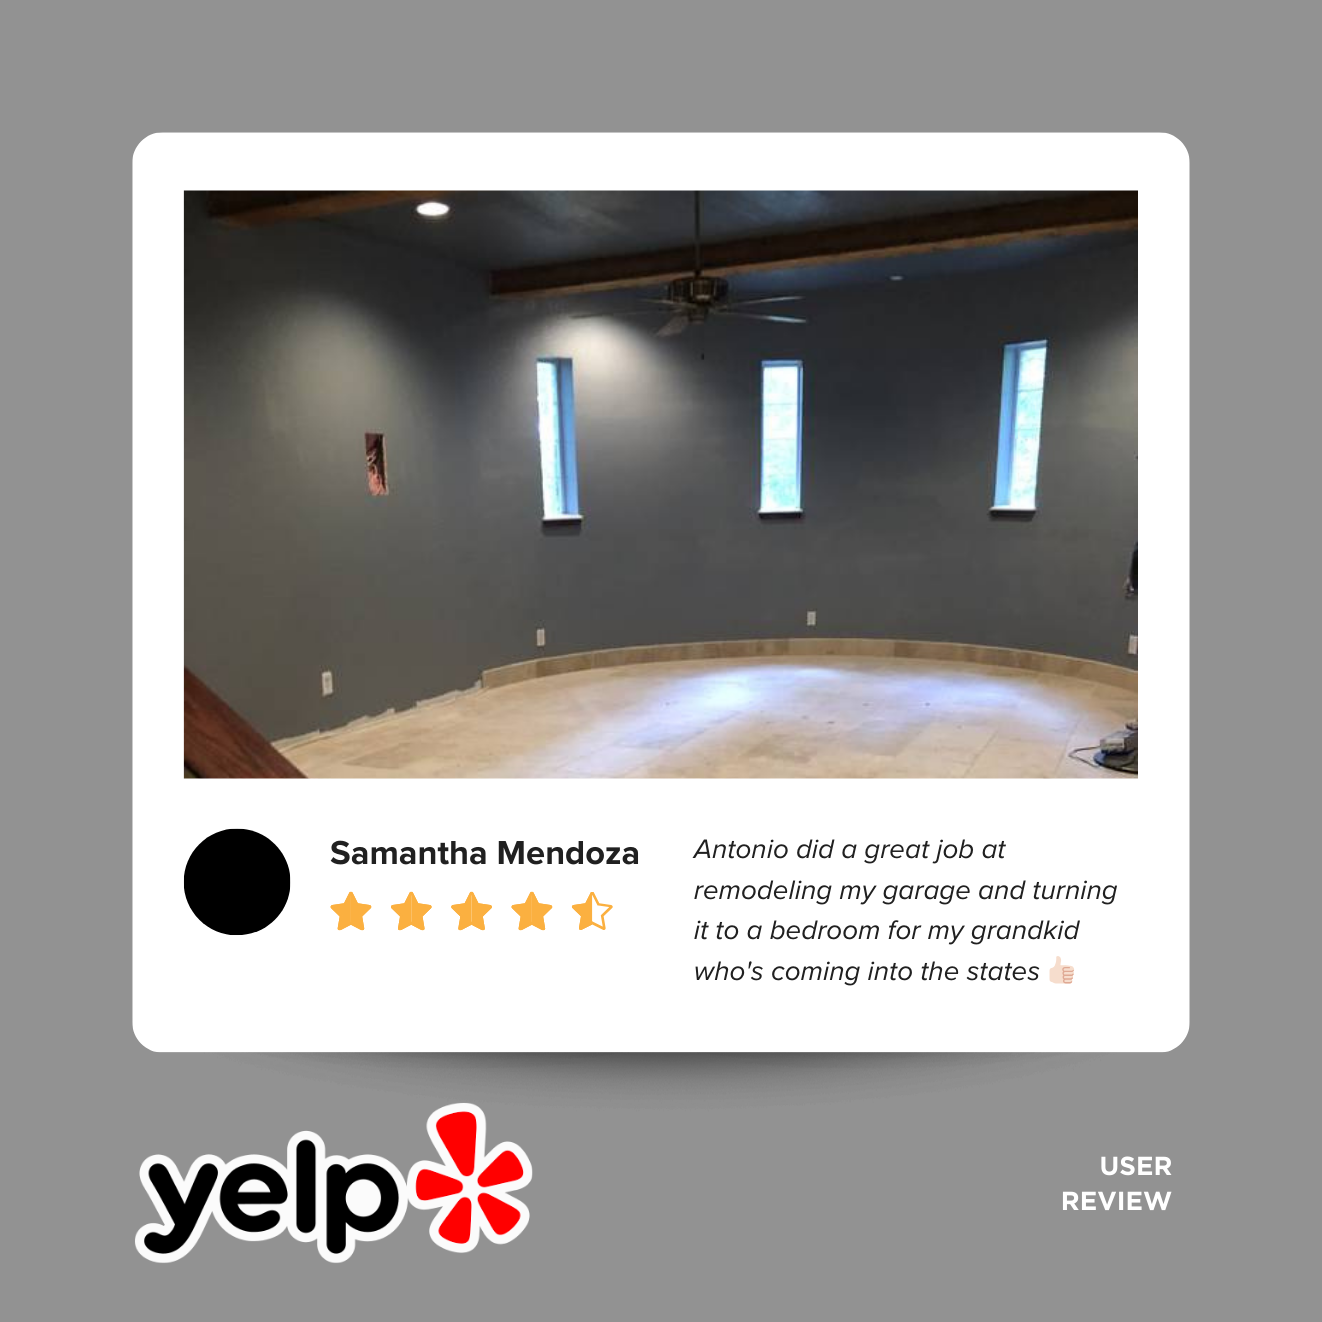 Samantha Mendoza
Antonio did a great job at
remodeling my garage and turning
it to a bedroom for my grandkid
who's coming into the states 👍🏻
yelp
USER
REVIEW